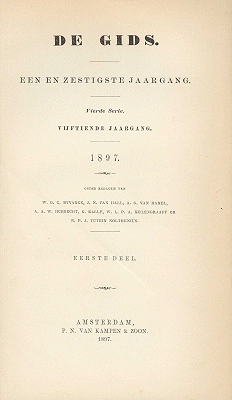 DE GIDS.
EEN EN ZESTIGSTE JAARGANG.
Vierde Serie.
VIJFTIENDE JAARGANG.
1897.
ONDER REDACTIE VAN
W. G. C. BYVANCK, J. N. VAN HALL, A. G. VAN HAMEL,
A. A. W. HUBRECHT, G. KALFF, W. L. P. A. MOLENGRAAFF EN
R. P. J. TUTEIN NOLTHENIUS.
EERSTE DEEL.
AMSTERDAM,
P. N. VAN KAMPEN & ZOON.
1897.